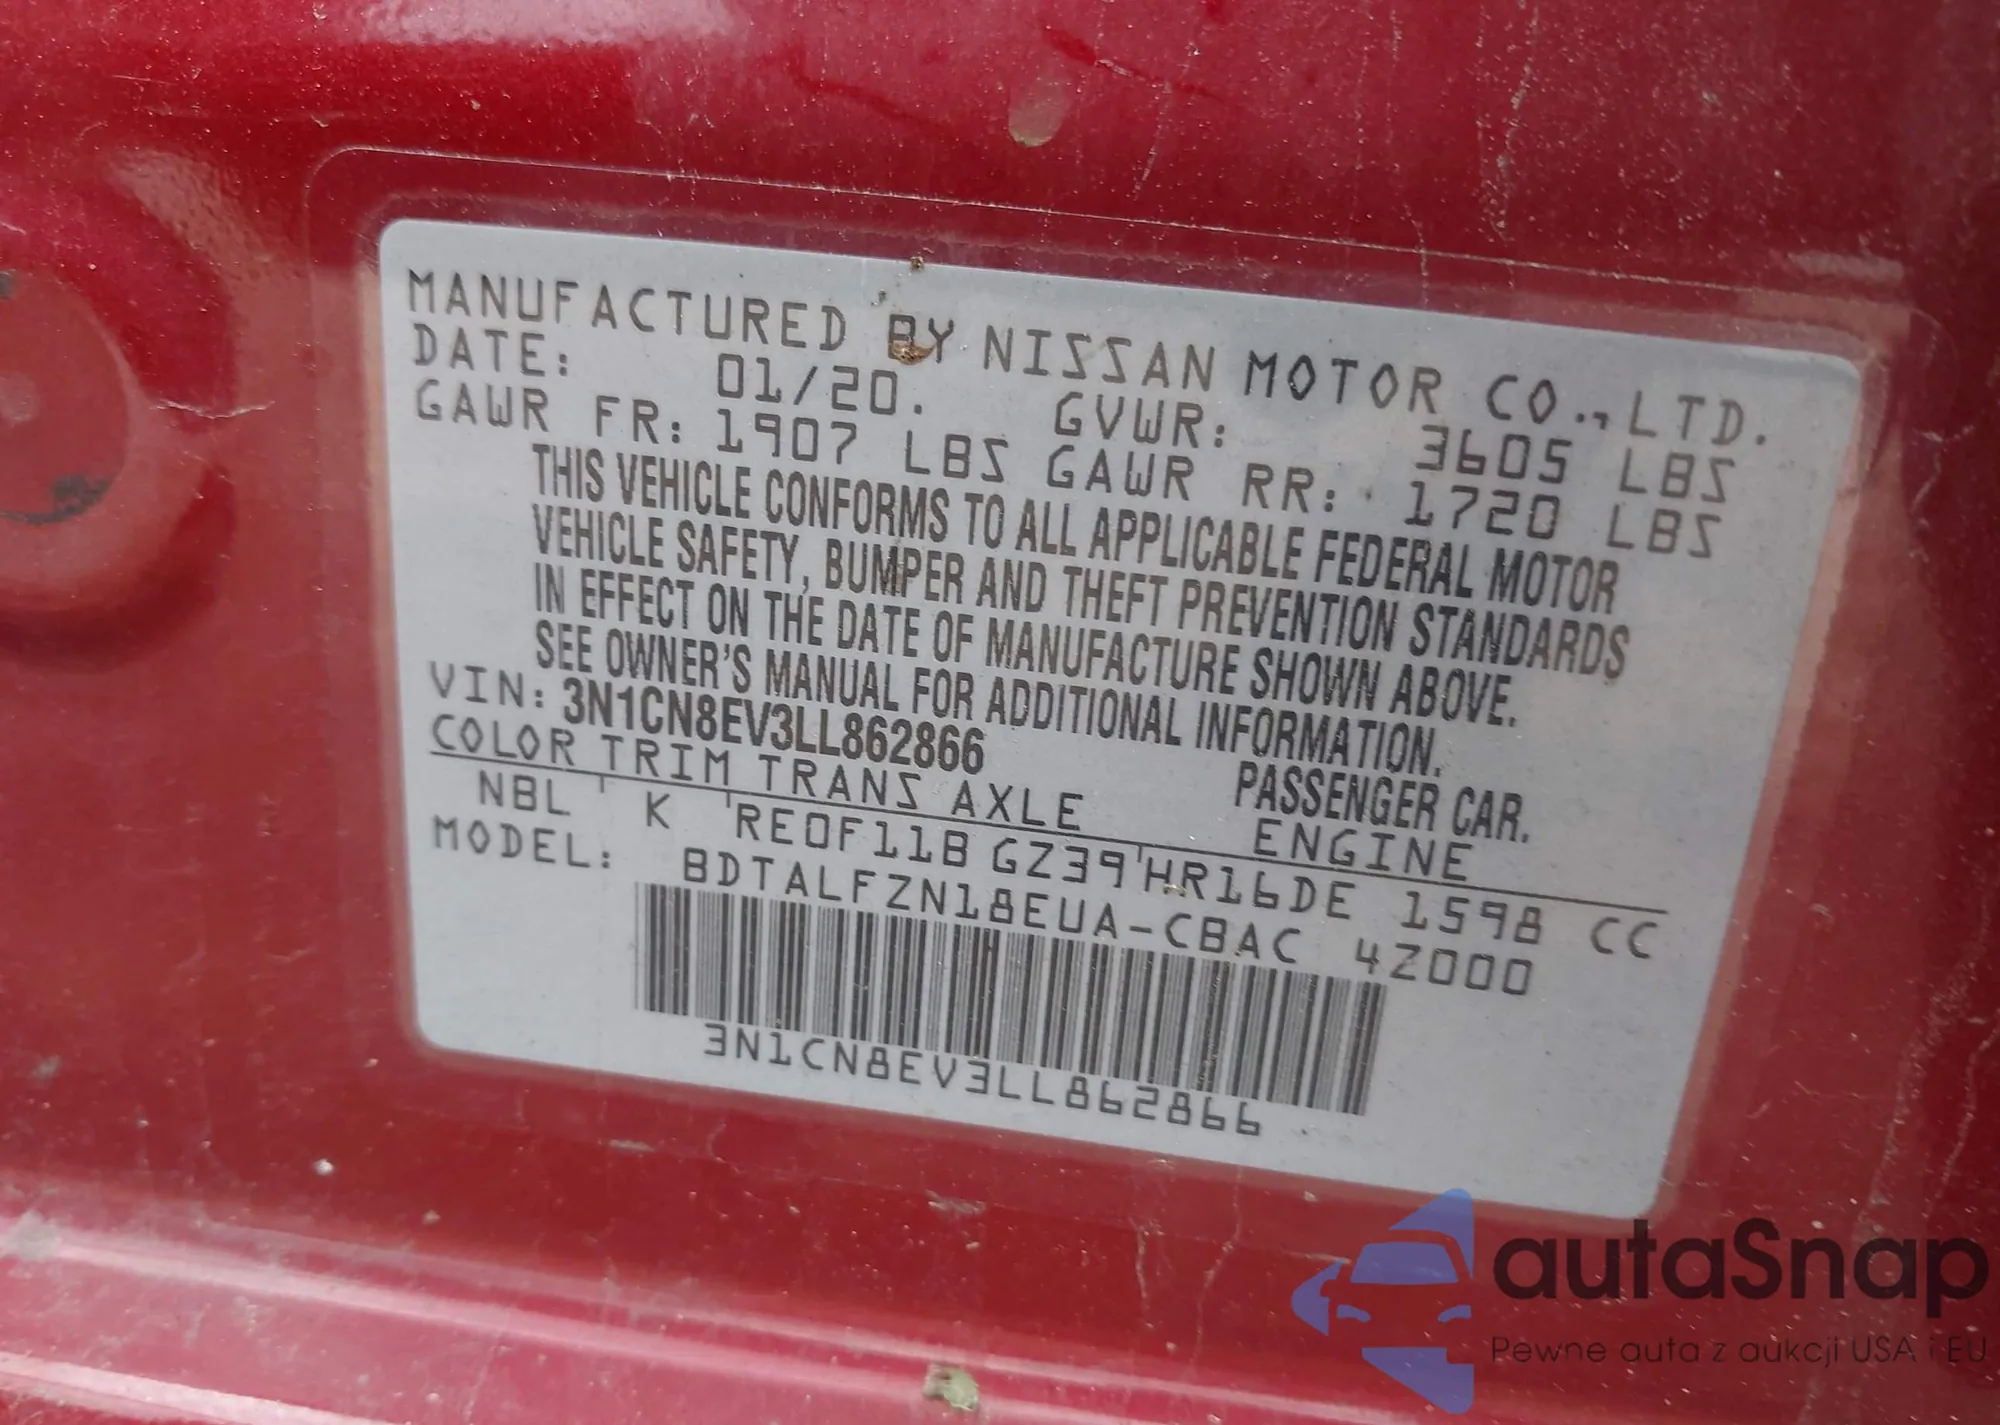 MANUFACTURED BY NISSAN MOTOR CO., LTD.
DATE: 01/20. GVWR: 3605 LBS
GAWR FR: 1907 LBS GAWR RR: 1720 LBS
THIS VEHICLE CONFORMS TO ALL APPLICABLE FEDERAL MOTOR
VEHICLE SAFETY, BUMPER AND THEFT PREVENTION STANDARDS
IN EFFECT ON THE DATE OF MANUFACTURE SHOWN ABOVE.
SEE OWNER'S MANUAL FOR ADDITIONAL INFORMATION.
VIN: 3N1CN8EV3LL862866 PASSENGER CAR.
COLOR TRIM TRANS AXLE ENGINE
NBL K RE0F11B GZ39 HR16DE 1598 CC
MODEL: BDTALFZN18EUA-CBAC 4Z000
3N1CN8EV3LL862866
autaSnap
Pewne auta z aukcji USA i EU